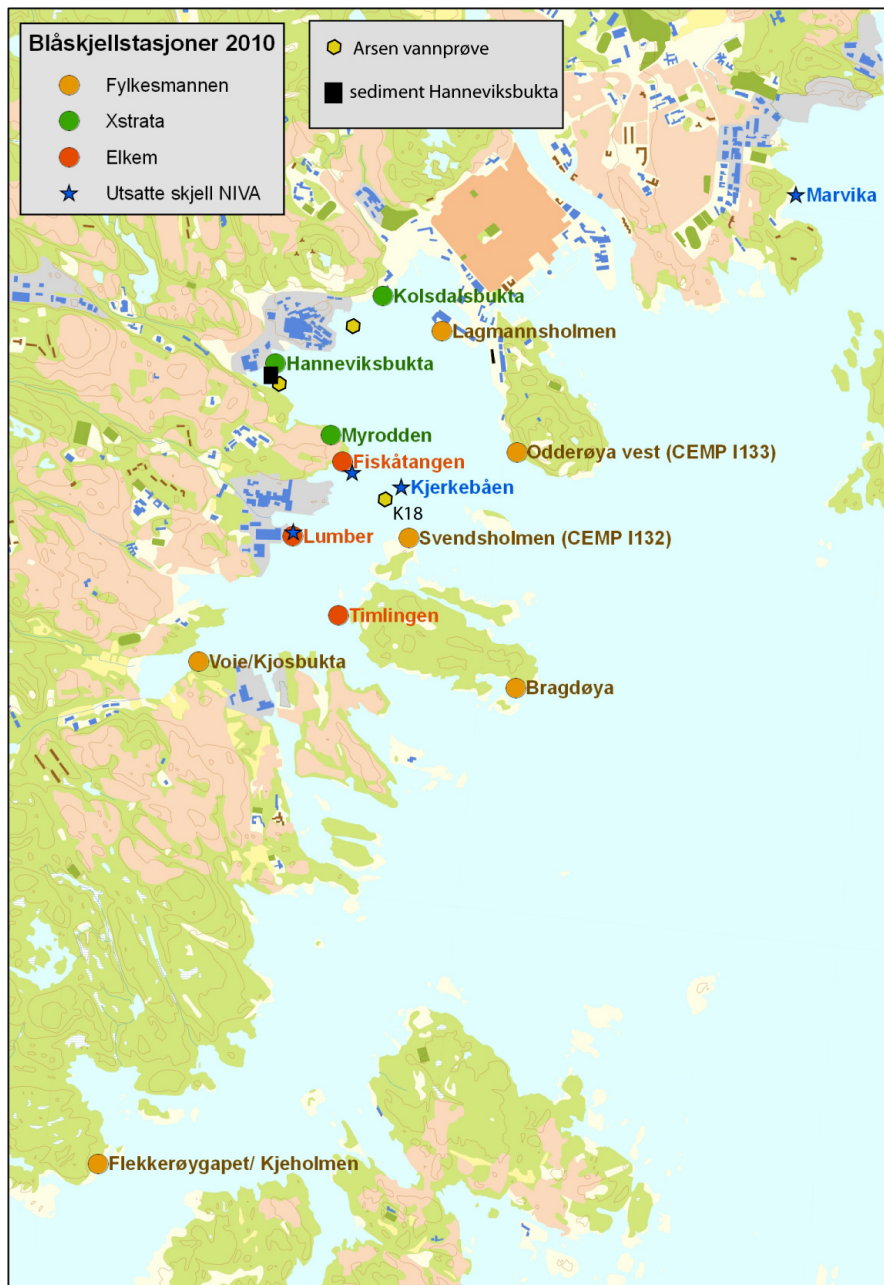 Blåskjellstasjoner 2010
Fylkesmannen
Xstrata
Elkem
Utsatte skjell NIVA
Arsen vannprøve
sediment Hanneviksbukta
Marvika
Kolsdalsbukta
Lagmannsholmen
Hanneviksbukta
Myrodden
Odderøya vest (CEMP I133)
Fiskåtangen
Kjerkebåen
K18
Lumber
Svendsholmen (CEMP I132)
Timlingen
Voie/Kjosbukta
Bragdøya
Flekkerøygapet/ Kjeholmen